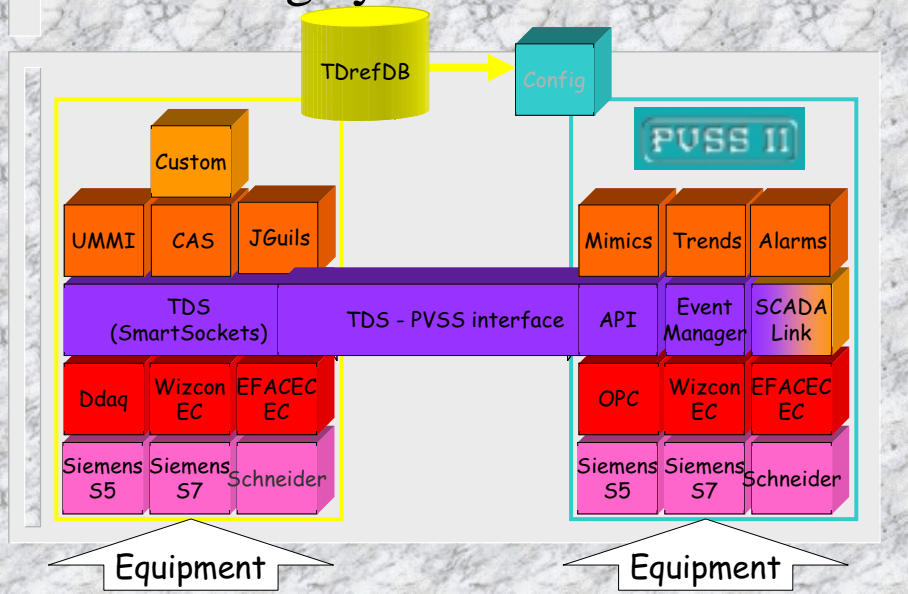 TDrefDB
Config
PVSS II
Custom
UMMI
CAS
JGuils
Mimics
Trends
Alarms
TDS
(SmartSockets)
TDS - PVSS interface
API
Event
Manager
SCADA
Link
Ddaq
Wizcon
EC
EFACEC
EC
OPC
Wizcon
EC
EFACEC
EC
Siemens
S5
Siemens
S7
Schneider
Siemens
S5
Siemens
S7
Schneider
Equipment
Equipment